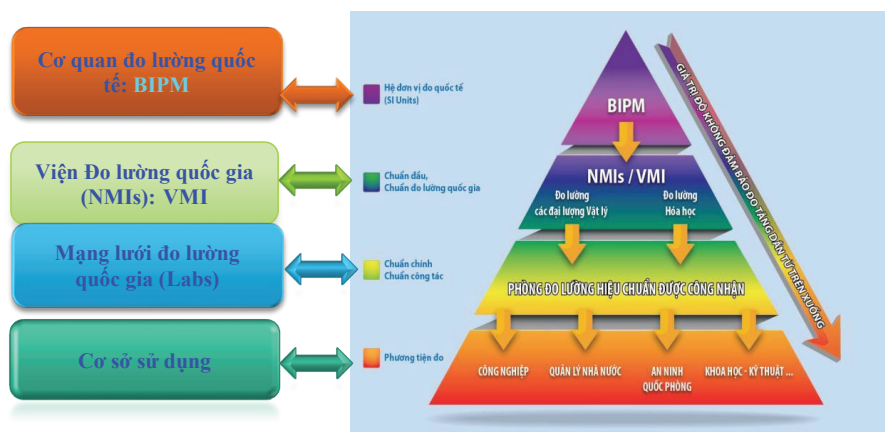 Cơ quan đo lường quốc
tế: BIPM
Viện Đo lường quốc gia
(NMIs): VMI
Mạng lưới đo lường
quốc gia (Labs)
Cơ sở sử dụng
Hệ đơn vị đo quốc tế
(SI Units)
Chuẩn đầu,
Chuẩn đo lường quốc gia
Chuẩn chính
Chuẩn công tác
Phương tiện đo
BIPM
NMIs / VMI
Đo lường
các đại lượng Vật lý
Đo lường
Hóa học
PHÒNG ĐO LƯỜNG HIỆU CHUẨN ĐƯỢC CÔNG NHẬN
CÔNG NGHIỆP
QUẢN LÝ NHÀ NƯỚC
AN NINH
QUỐC PHÒNG
KHOA HỌC - KỸ THUẬT ...
GIÁ TRỊ ĐỘ KHÔNG ĐẢM BẢO ĐO TĂNG DẦN TỪ TRÊN XUỐNG